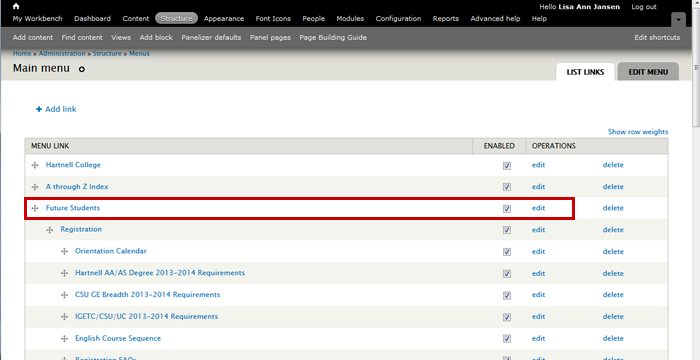 Hello Lisa Ann Jansen Log out
My Workbench Dashboard Content Structure Appearance Font Icons People Modules Configuration Reports Advanced help Help
Add content Find content Views Add block Panelizer defaults Panel pages Page Building Guide Edit shortcuts
Home » Administration » Structure » Menus
Main menu LIST LINKS EDIT MENU
+ Add link
Show row weights
MENU LINK ENABLED OPERATIONS
Hartnell College edit delete
A through Z Index edit delete
Future Students edit delete
Registration edit delete
Orientation Calendar edit delete
Hartnell AA/AS Degree 2013-2014 Requirements edit delete
CSU GE Breadth 2013-2014 Requirements edit delete
IGETC/CSU/UC 2013-2014 Requirements edit delete
English Course Sequence edit delete
Registration FAQs